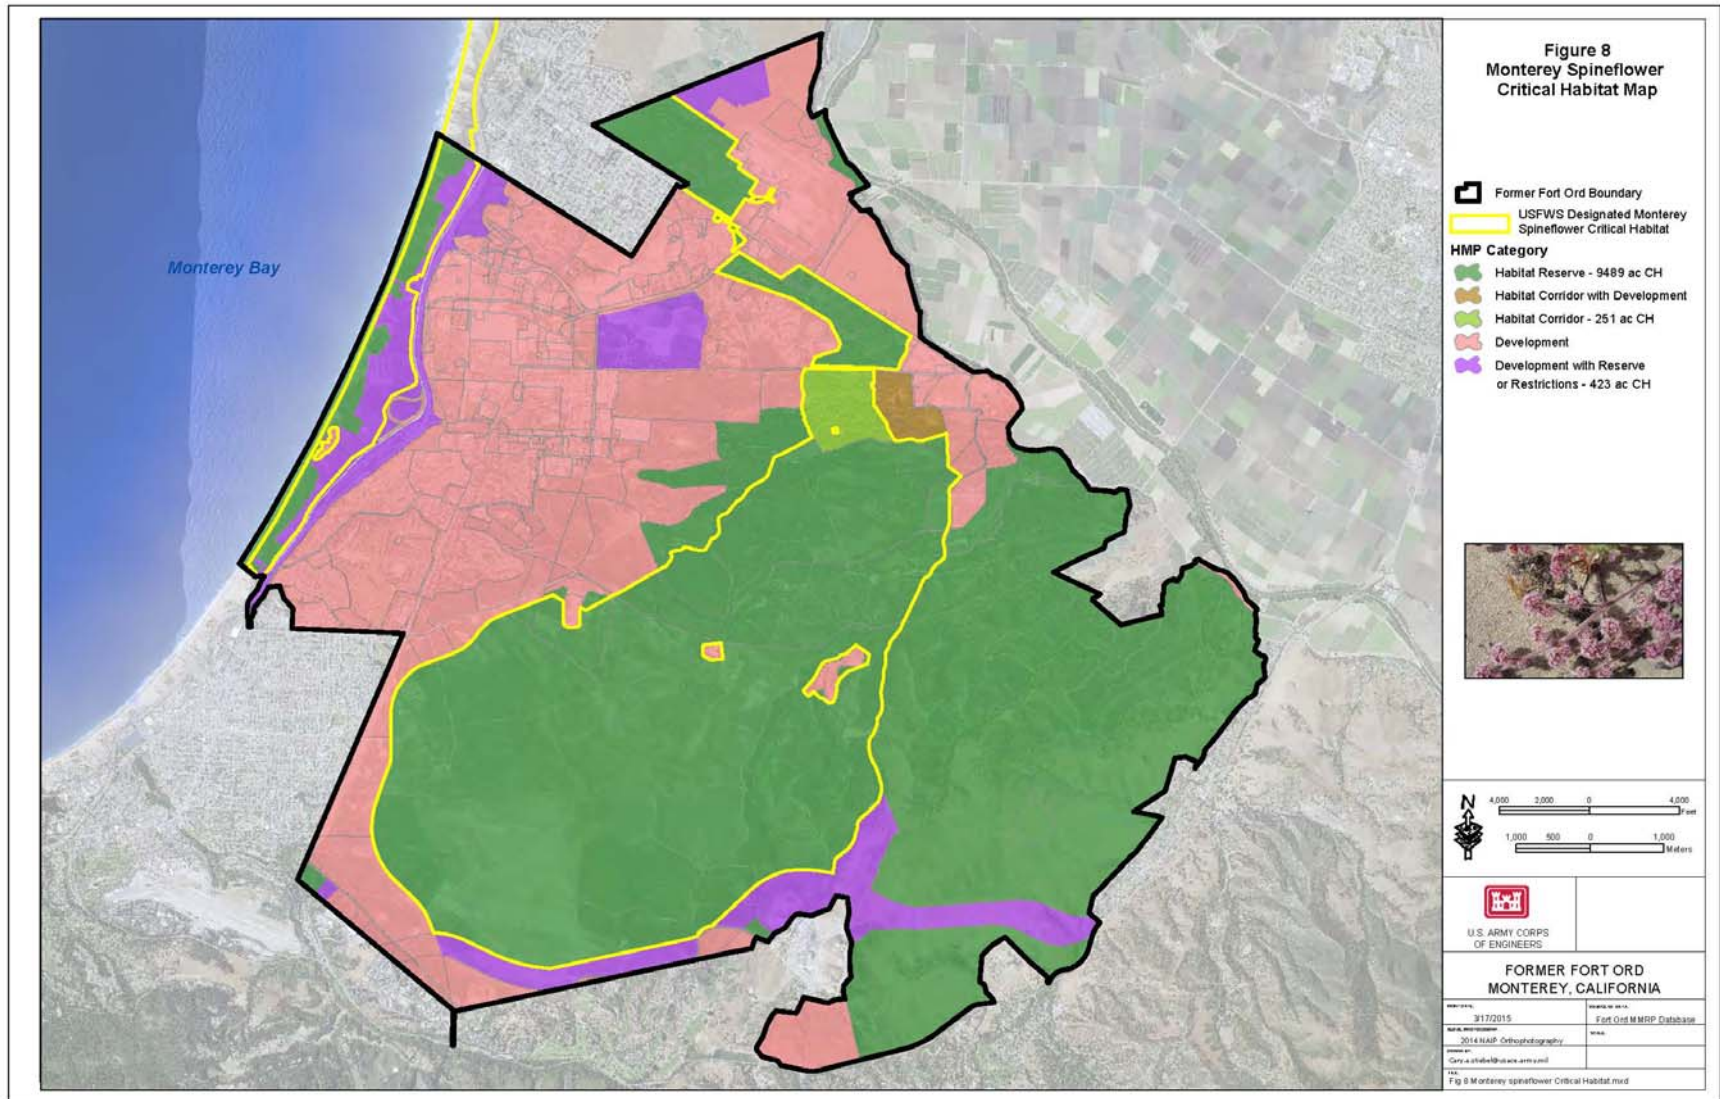 Figure 8
Monterey Spineflower
Critical Habitat Map
Former Fort Ord Boundary
USFWS Designated Monterey
Spineflower Critical Habitat
HMP Category
Habitat Reserve - 9489 ac CH
Habitat Corridor with Development
Habitat Corridor - 251 ac CH
Development
Development with Reserve
or Restrictions - 423 ac CH
Monterey Bay
N
4,000 2,000 0 4,000
Feet
1,000 500 0 1,000
Meters
U.S. ARMY CORPS
OF ENGINEERS
FORMER FORT ORD
MONTEREY, CALIFORNIA
3/17/2015
Fort Ord MMRP Database
2014 NAIP Orthophotography
Fig 8 Monterey spineflower Critical Habitat.mxd